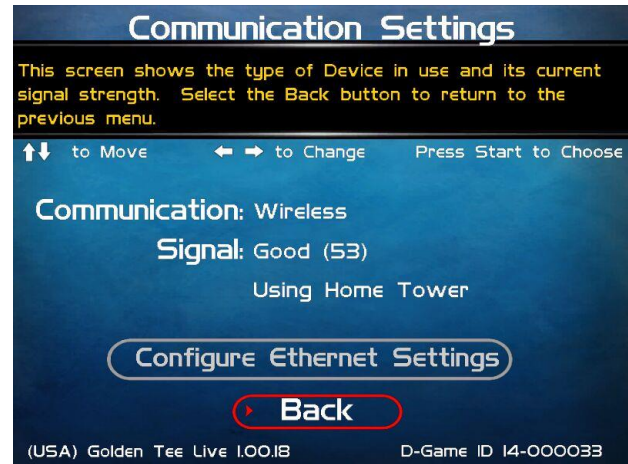 Communication Settings
This screen shows the type of Device in use and its current
signal strength. Select the Back button to return to the
previous menu.
to Move to Change Press Start to Choose
Communication: Wireless
Signal: Good (53)
Using Home Tower
Configure Ethernet Settings
Back
(USA) Golden Tee Live 1.00.18 D-Game ID 14-000033